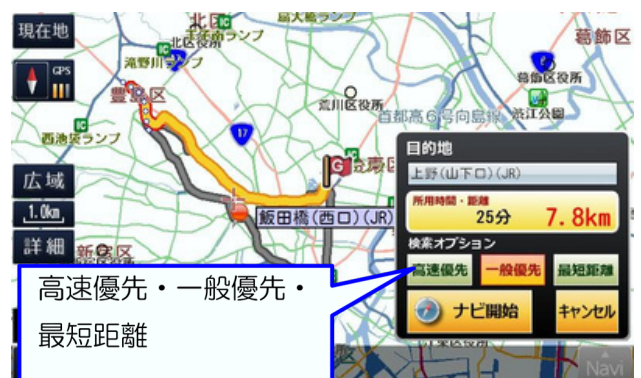 現在地
GPS
広域
1.0km
詳細
北区
北区役所
IC
滝野川ランプ
豊島区
西池袋ランプ
17
荒川区役所
首都高6号向島線
葛飾区
葛飾区役所
渋江公園
G
飯田橋(西口)(JR)
新宿区
目的地
上野(山下口)(JR)
所用時間・距離
25分 7.8km
検索オプション
高速優先 一般優先 最短距離
ナビ開始 キャンセル
高速優先・一般優先・
最短距離
Navi